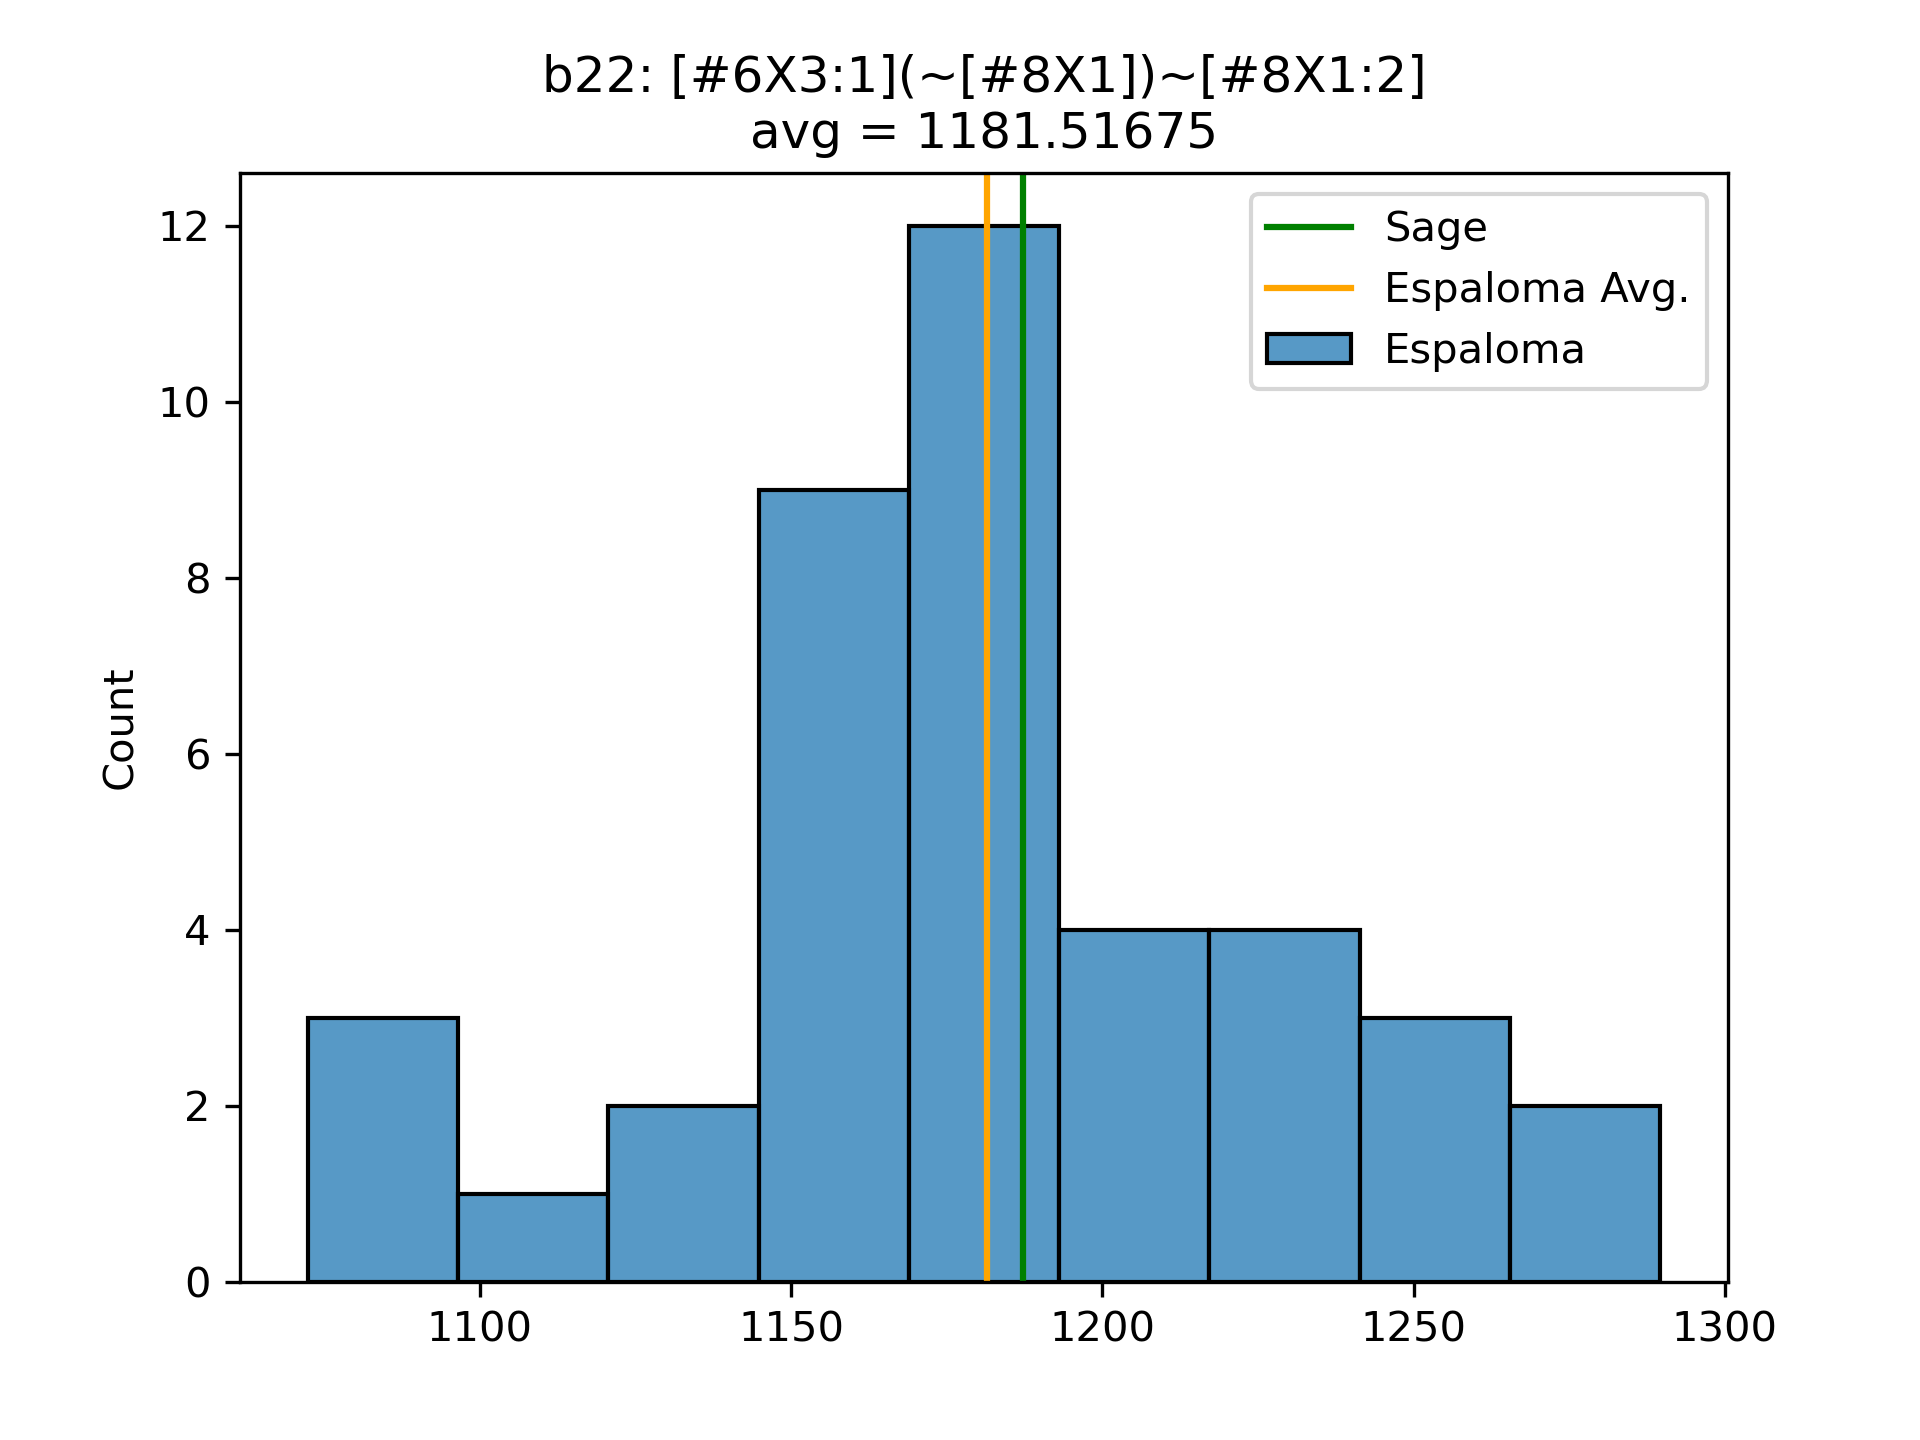 b22: [#6X3:1](~[#8X1])~[#8X1:2]
avg = 1181.51675
Sage
Espaloma Avg.
Espaloma
12
10
8
6
4
2
0
Count
1100
1150
1200
1250
1300